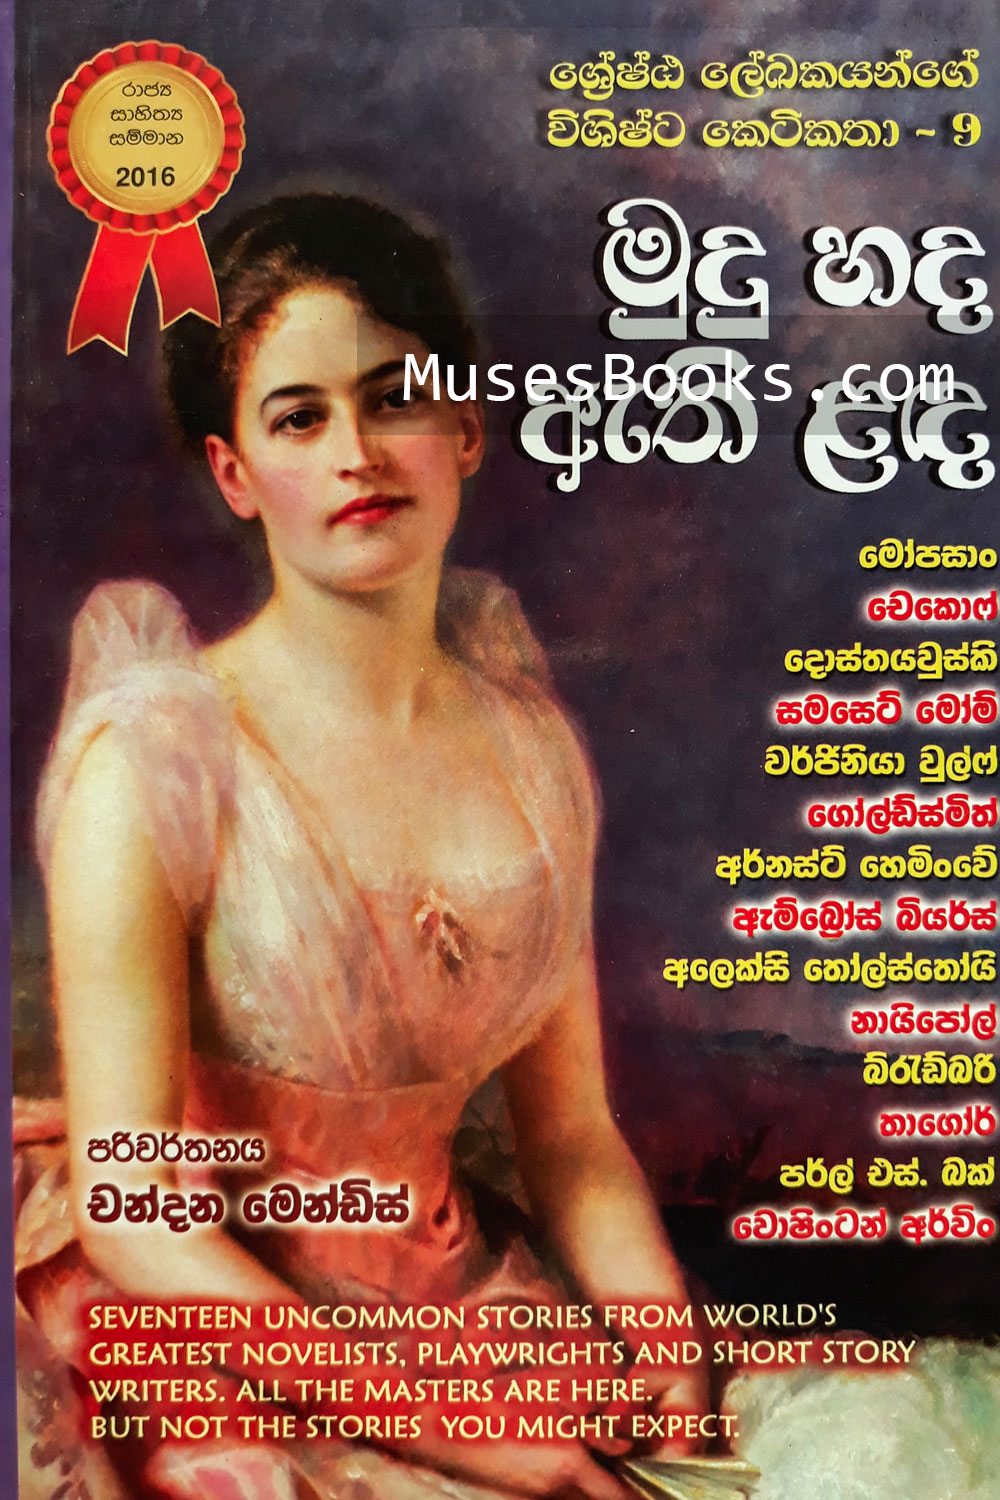 රාජ්‍ය
සාහිත්‍ය
සම්මාන
2016
ශ්‍රේෂ්ඨ ලේඛකයන්ගේ
විශිෂ්ට කෙටිකතා - 9
මුදු හද
ඇති ළඳ
MusesBooks.com
මෝපසාං
චෙකොෆ්
දොස්තයවුස්කි
සමසෙට් මෝම්
වර්ජිනියා වුල්ෆ්
ගෝල්ඩ්ස්මිත්
අර්නස්ට් හෙමිංවේ
ඇම්බ්‍රෝස් බියර්ස්
අලෙක්සි තෝල්ස්තෝයි
නායිපෝල්
බ්රැඩ්බරි
තාගෝර්
පර්ල් එස්. බක්
වොෂිංටන් අර්විං
පරිවර්තනය
චන්දන මෙන්ඩිස්
SEVENTEEN UNCOMMON STORIES FROM WORLD'S
GREATEST NOVELISTS, PLAYWRIGHTS AND SHORT STORY
WRITERS. ALL THE MASTERS ARE HERE.
BUT NOT THE STORIES YOU MIGHT EXPECT.